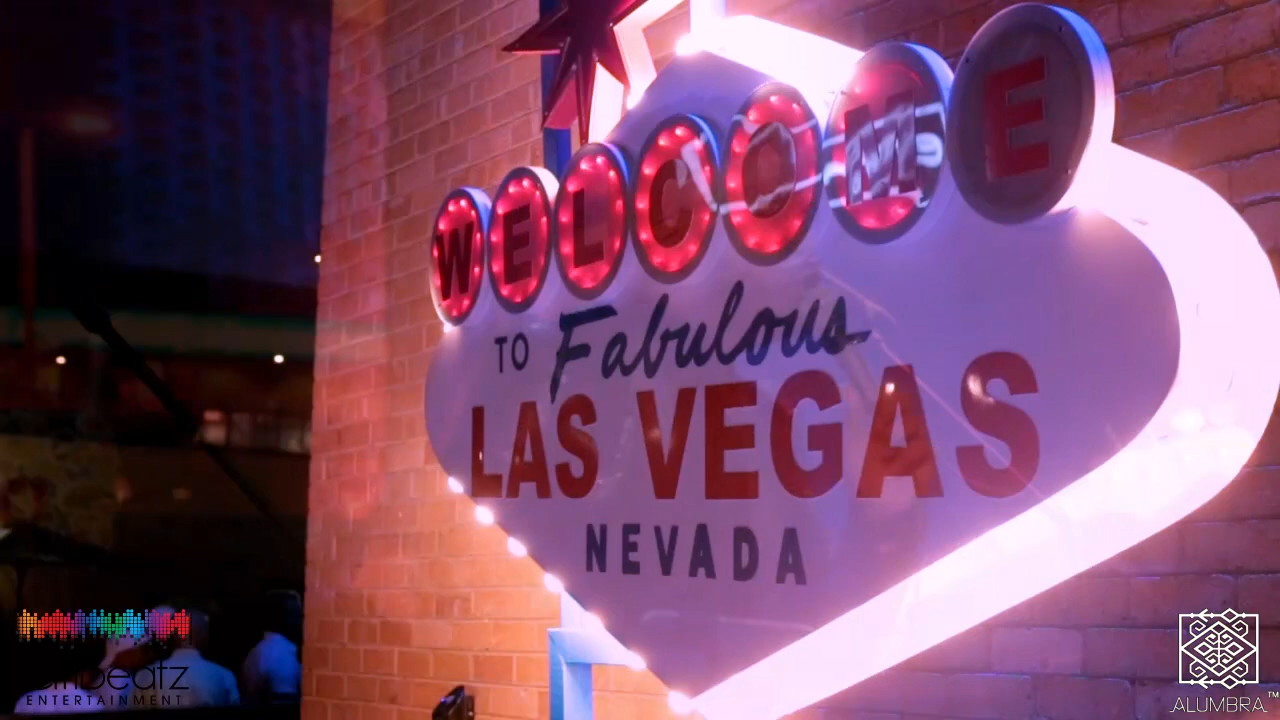 WELCOME
TO Fabulous
LAS VEGAS
NEVADA
ENTERTAINMENT
ALUMBRA™